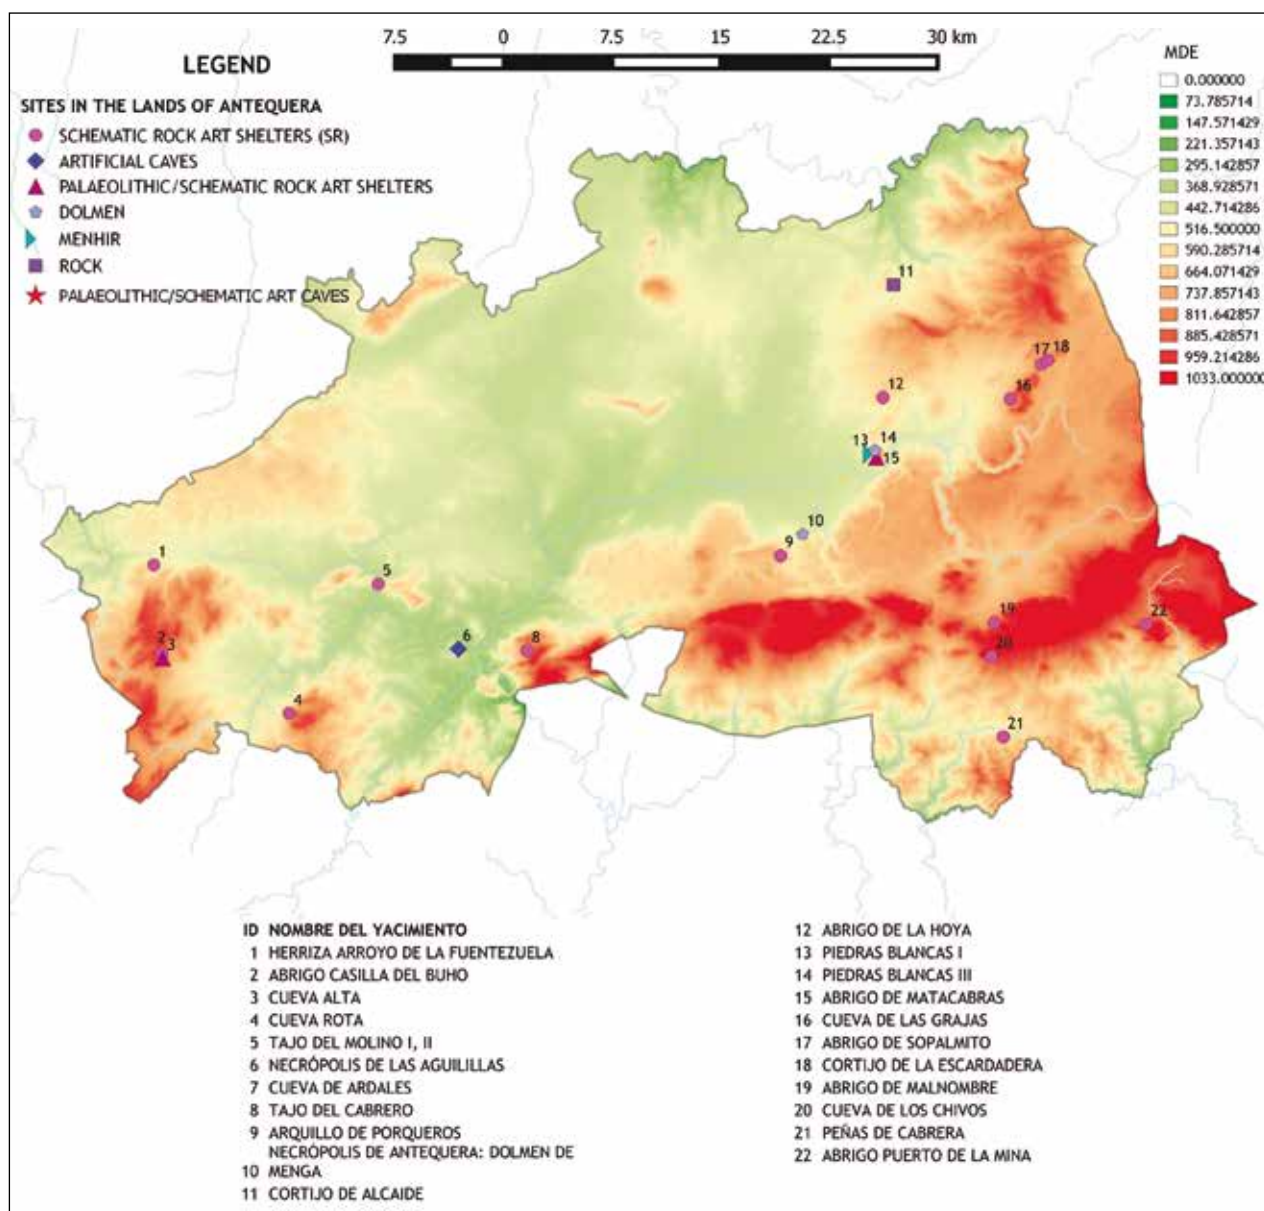 7.5 0 7.5 15 22.5 30 km
LEGEND
SITES IN THE LANDS OF ANTEQUERA
SCHEMATIC ROCK ART SHELTERS (SR)
ARTIFICIAL CAVES
PALAEOLITHIC/SCHEMATIC ROCK ART SHELTERS
DOLMEN
MENHIR
ROCK
PALAEOLITHIC/SCHEMATIC ART CAVES
MDE
0.000000
73.785714
147.571429
221.357143
295.142857
368.928571
442.714286
516.500000
590.285714
664.071429
737.857143
811.642857
885.428571
959.214286
1033.000000
11
17 18
12
16
13 14
15
10
9
1
5
2
3
6
8
19
22
20
4
21
ID NOMBRE DEL YACIMIENTO
1 HERRIZA ARROYO DE LA FUENTEZUELA
2 ABRIGO CASILLA DEL BUHO
3 CUEVA ALTA
4 CUEVA ROTA
5 TAJO DEL MOLINO I, II
6 NECRÓPOLIS DE LAS AGUILILLAS
7 CUEVA DE ARDALES
8 TAJO DEL CABRERO
9 ARQUILLO DE PORQUEROS
NECRÓPOLIS DE ANTEQUERA: DOLMEN DE
10 MENGA
11 CORTIJO DE ALCAIDE
12 ABRIGO DE LA HOYA
13 PIEDRAS BLANCAS I
14 PIEDRAS BLANCAS III
15 ABRIGO DE MATACABRAS
16 CUEVA DE LAS GRAJAS
17 ABRIGO DE SOPALMITO
18 CORTIJO DE LA ESCARDADERA
19 ABRIGO DE MALNOMBRE
20 CUEVA DE LOS CHIVOS
21 PEÑAS DE CABRERA
22 ABRIGO PUERTO DE LA MINA